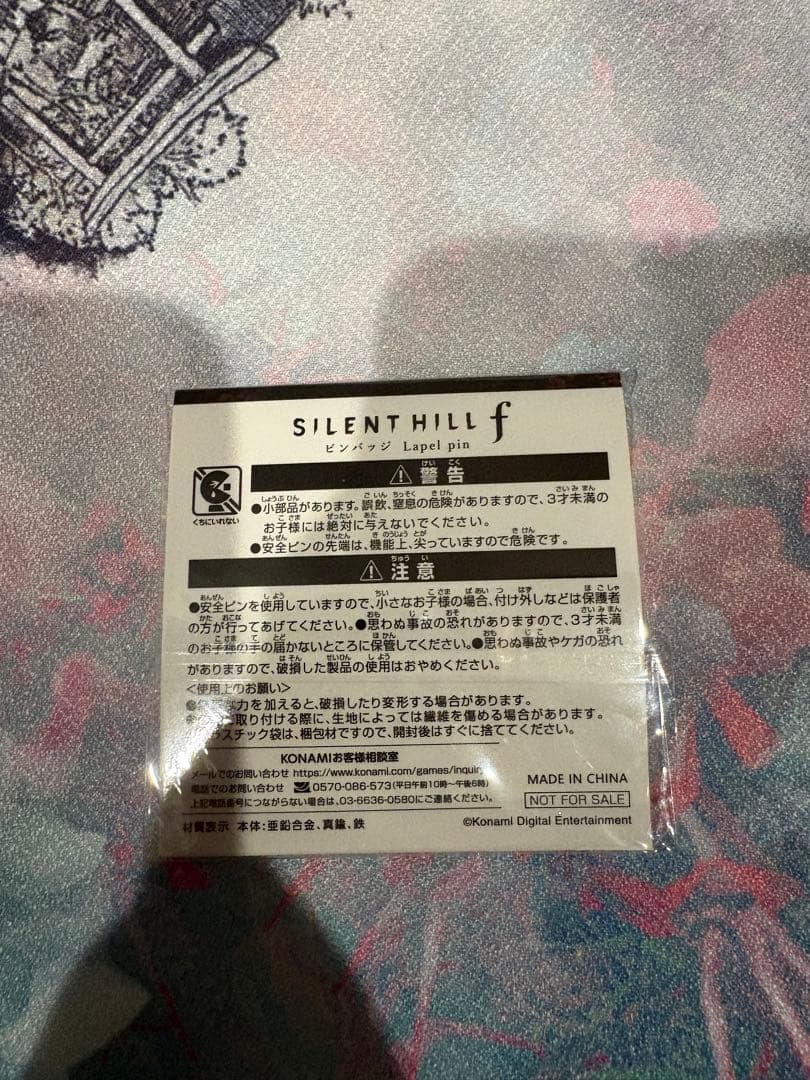 SILENT HILL f
ピンバッジ Lapel pin
くちにいれない
⚠警告
●小部品があります。誤飲、窒息の危険がありますので、3才未満の
お子様には絶対に与えないでください。
●安全ピンの先端は、機能上、尖っていますので危険です。
⚠注意
●安全ピンを使用していますので、小さなお子様の場合、付け外しなどは保護者
の方が行ってあげてください。●思わぬ事故の恐れがありますので、3才未満
のお子様の手の届かないところに保管してください。●思わぬ事故やケガの恐れ
がありますので、破損した製品の使用はおやめください。
<使用上のお願い>
な力を加えると、破損したり変形する場合があります。
取り付ける際に、生地によっては繊維を傷める場合があります。
ラスチック袋は、梱包材ですので、開封後はすぐに捨ててください。
KONAMIお客様相談室
メールでのお問い合わせ https://www.konami.com/games/inquiry
電話でのお問い合わせ 0570-086-573(平日午前10時~午後6時)
上記電話番号につながらない場合は、03-6636-0580にご連絡ください。
MADE IN CHINA
NOT FOR SALE
材質表示 本体:亜鉛合金、真鍮、鉄
©Konami Digital Entertainment